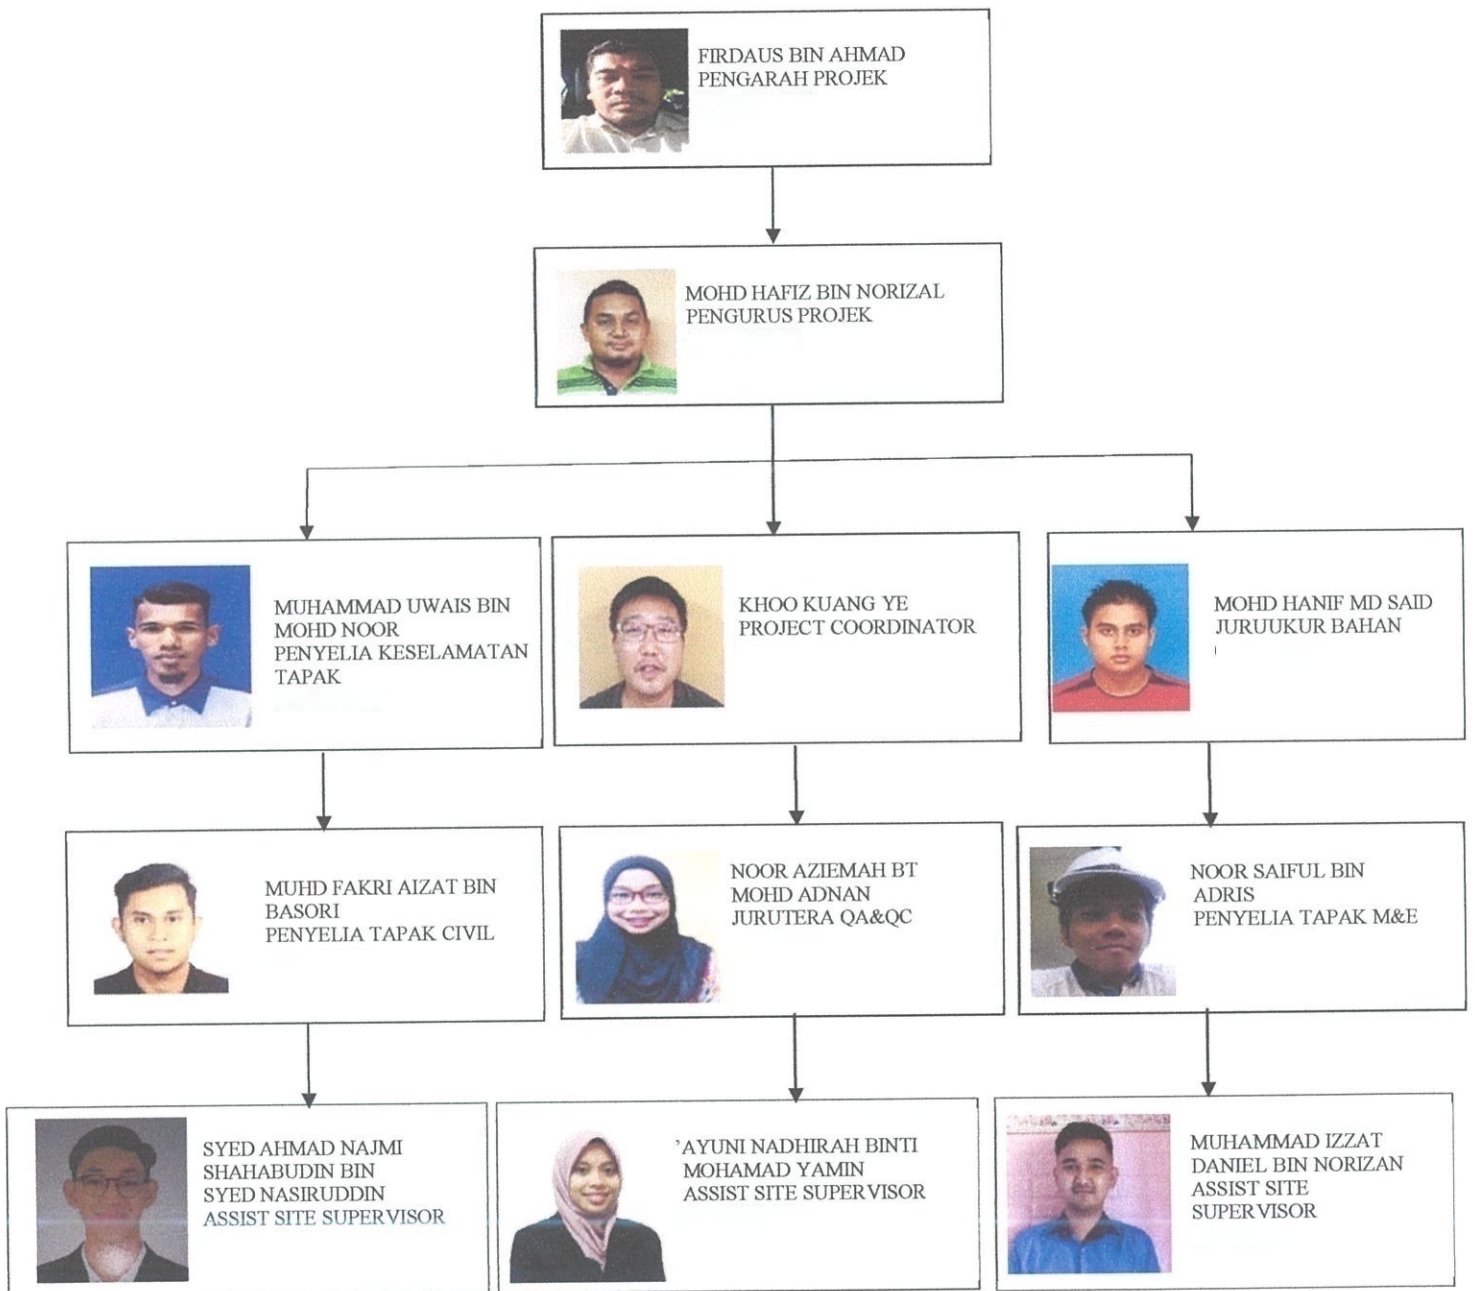 FIRDAUS BIN AHMAD
PENGARAH PROJEK
MOHD HAFIZ BIN NORIZAL
PENGURUS PROJEK
MUHAMMAD UWAIS BIN
MOHD NOOR
PENYELIA KESELAMATAN
TAPAK
KHOO KUANG YE
PROJECT COORDINATOR
MOHD HANIF MD SAID
JURUUKUR BAHAN
MUHD FAKRI AIZAT BIN
BASORI
PENYELIA TAPAK CIVIL
NOOR AZIEMAH BT
MOHD ADNAN
JURUTERA QA&QC
NOOR SAIFUL BIN
ADRIS
PENYELIA TAPAK M&E
SYED AHMAD NAJMI
SHAHABUDIN BIN
SYED NASIRUDDIN
ASSIST SITE SUPERVISOR
'AYUNI NADHIRAH BINTI
MOHAMAD YAMIN
ASSIST SITE SUPERVISOR
MUHAMMAD IZZAT
DANIEL BIN NORIZAN
ASSIST SITE
SUPERVISOR